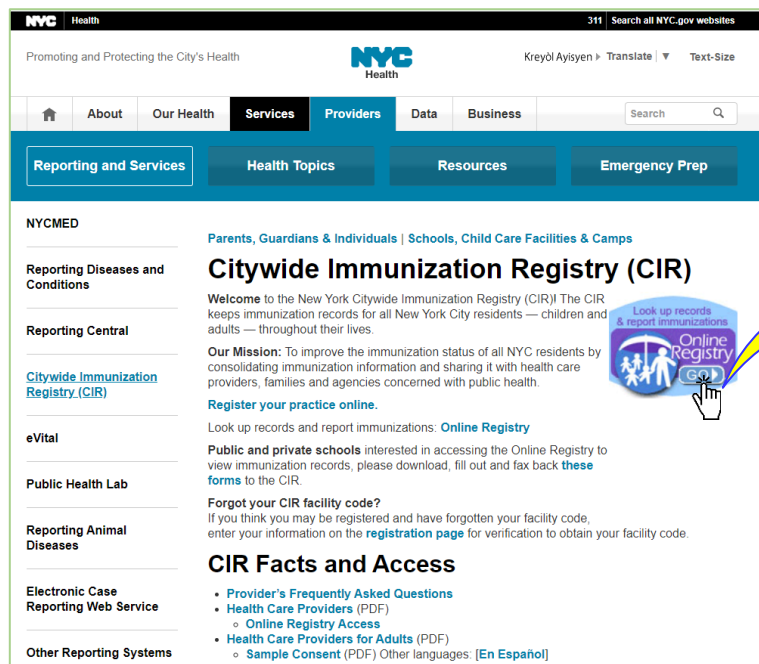 NYC Health 311 Search all NYC.gov websites
Promoting and Protecting the City's Health
NYC
Health
Kreyòl Ayisyen Translate ▼ Text-Size
About Our Health Services Providers Data Business Search
Reporting and Services Health Topics Resources Emergency Prep
NYCMED
Reporting Diseases and
Conditions
Reporting Central
Citywide Immunization
Registry (CIR)
eVital
Public Health Lab
Reporting Animal
Diseases
Electronic Case
Reporting Web Service
Other Reporting Systems
Parents, Guardians & Individuals | Schools, Child Care Facilities & Camps
Citywide Immunization Registry (CIR)
Welcome to the New York Citywide Immunization Registry (CIR)! The CIR
keeps immunization records for all New York City residents — children and
adults — throughout their lives.
Our Mission: To improve the immunization status of all NYC residents by
consolidating immunization information and sharing it with health care
providers, families and agencies concerned with public health.
Register your practice online.
Look up records and report immunizations: Online Registry
Public and private schools interested in accessing the Online Registry to
view immunization records, please download, fill out and fax back these
forms to the CIR.
Forgot your CIR facility code?
If you think you may be registered and have forgotten your facility code,
enter your information on the registration page for verification to obtain your facility code.
Look up records
& report immunizations
Online
Registry
GO
CIR Facts and Access
• Provider's Frequently Asked Questions
• Health Care Providers (PDF)
○ Online Registry Access
• Health Care Providers for Adults (PDF)
○ Sample Consent (PDF) Other languages: [En Español]